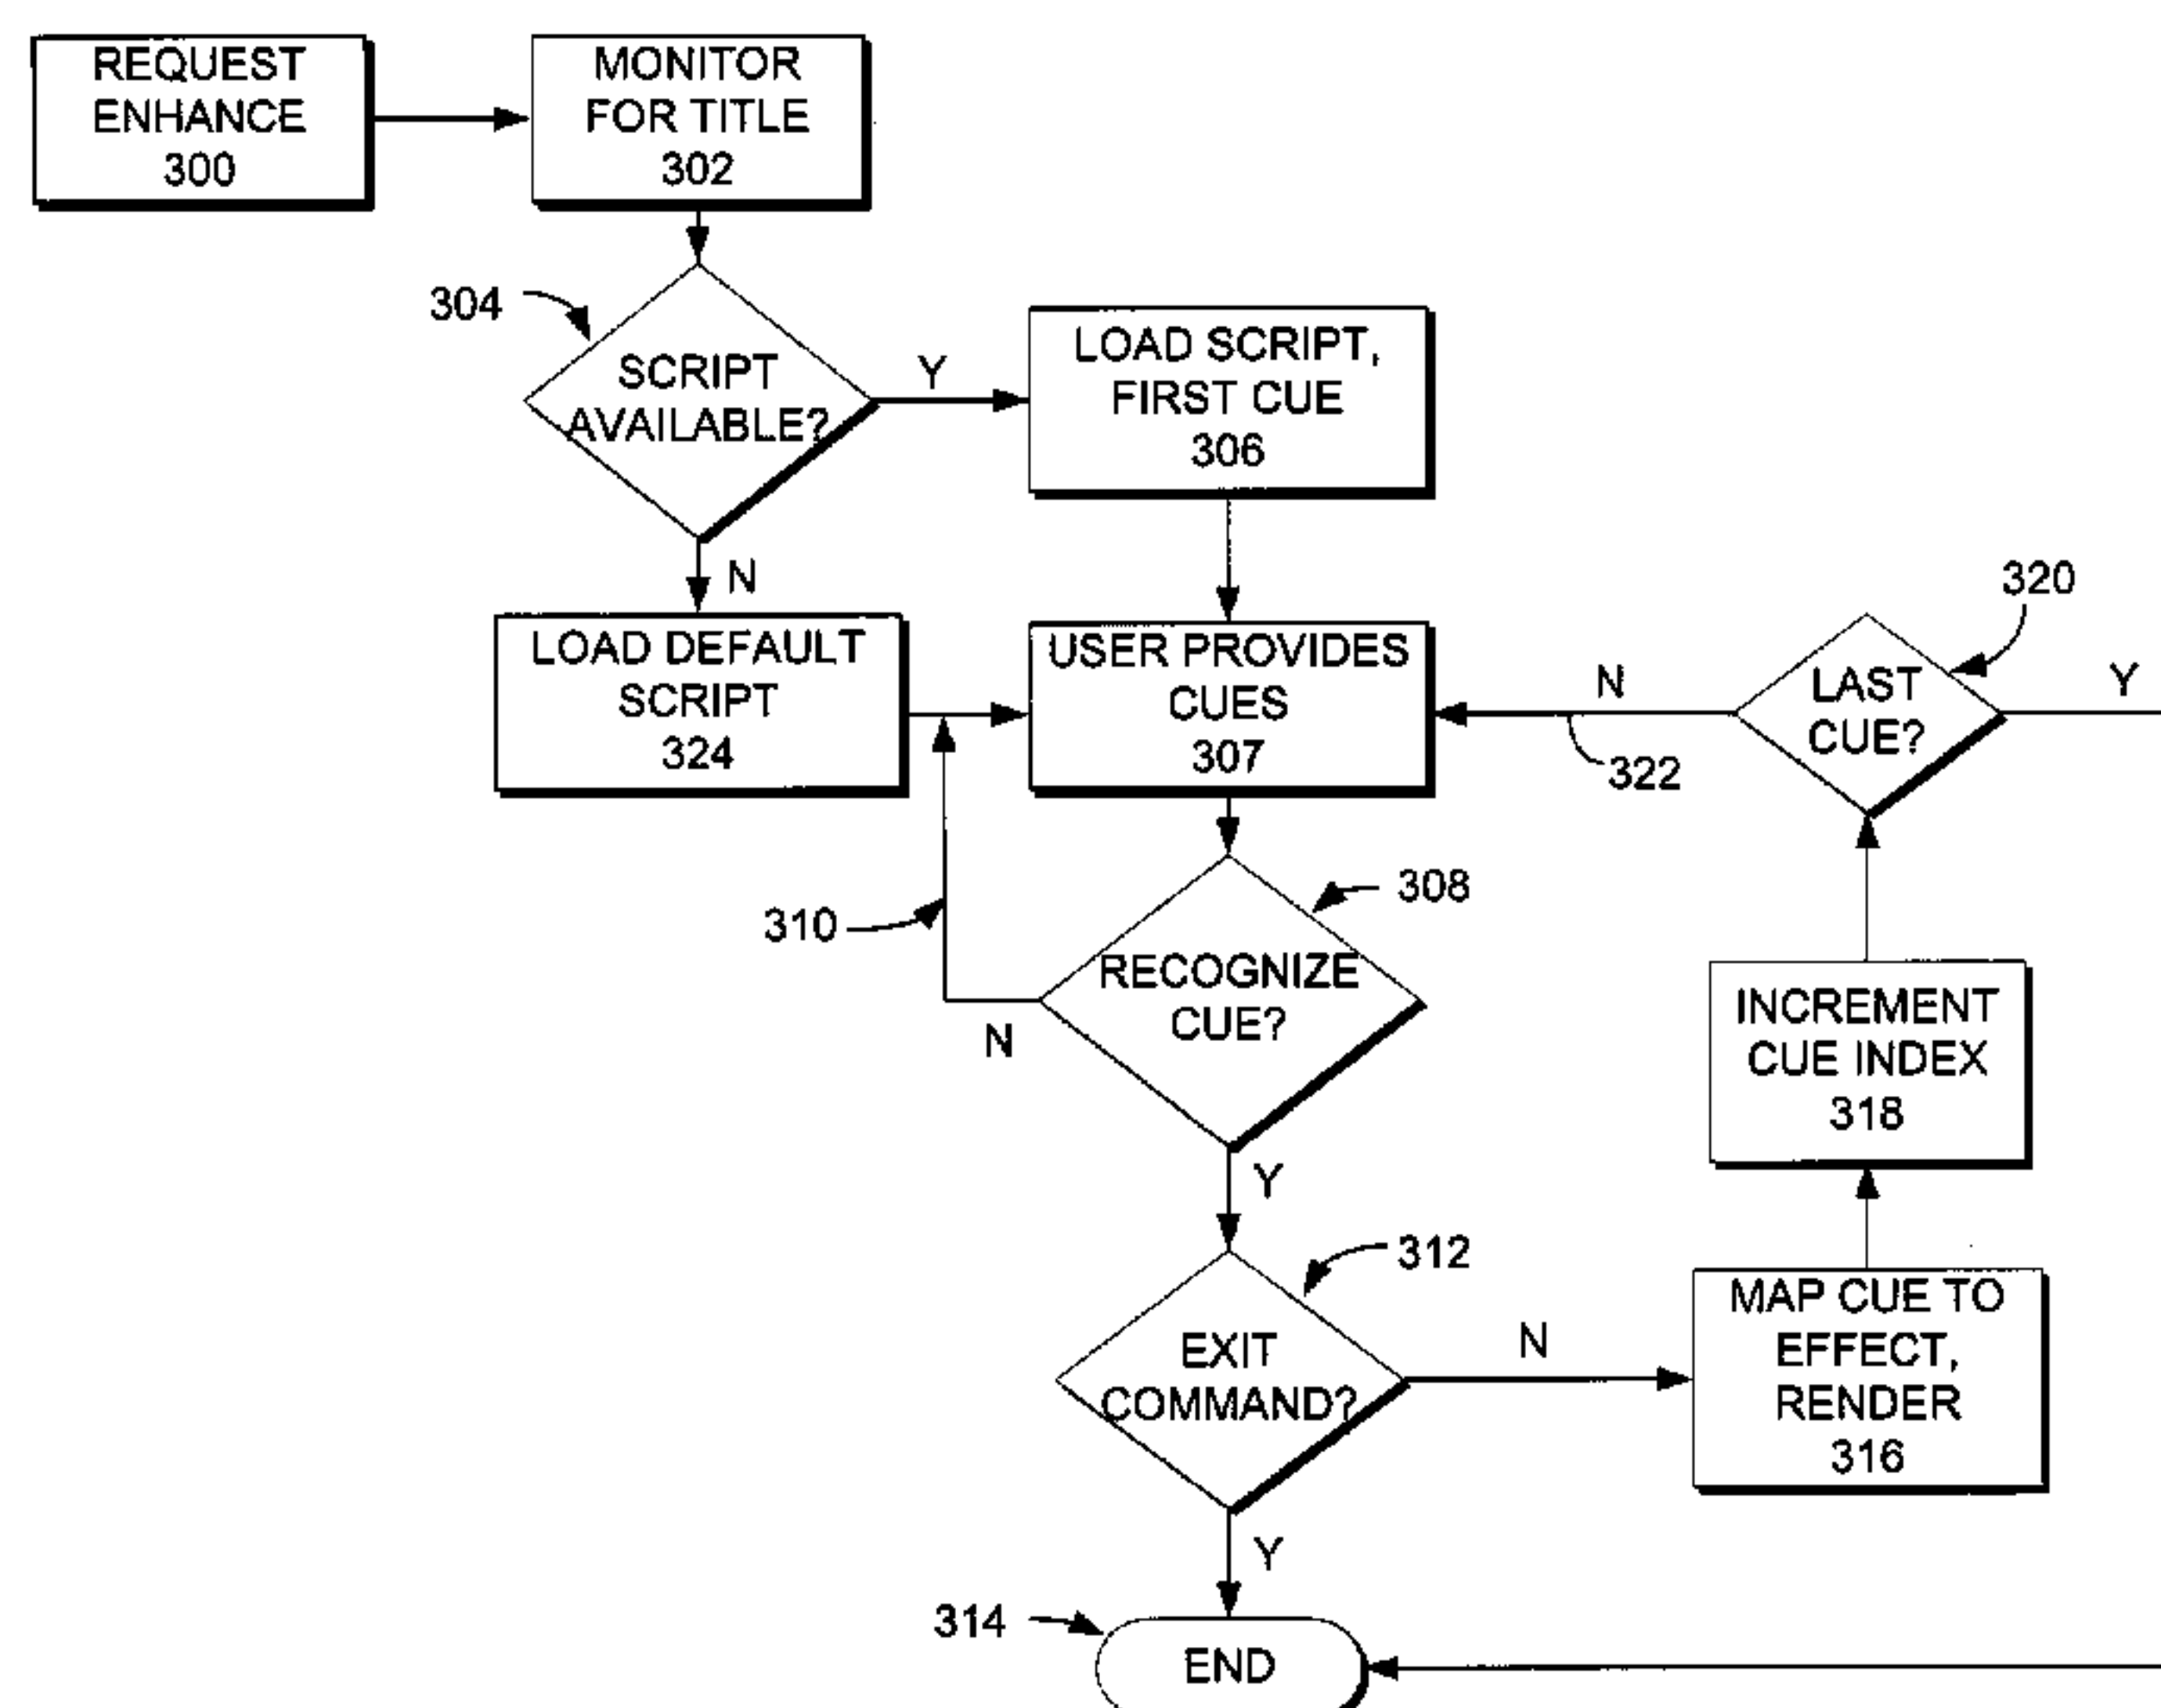 REQUEST
ENHANCE
300
MONITOR
FOR TITLE
302
304
SCRIPT
AVAILABLE?
Y
N
LOAD SCRIPT,
FIRST CUE
306
LOAD DEFAULT
SCRIPT
324
USER PROVIDES
CUES
307
320
LAST
CUE?
N
Y
322
308
RECOGNIZE
CUE?
310
N
Y
INCREMENT
CUE INDEX
318
312
EXIT
COMMAND?
N
Y
MAP CUE TO
EFFECT,
RENDER
316
314
END